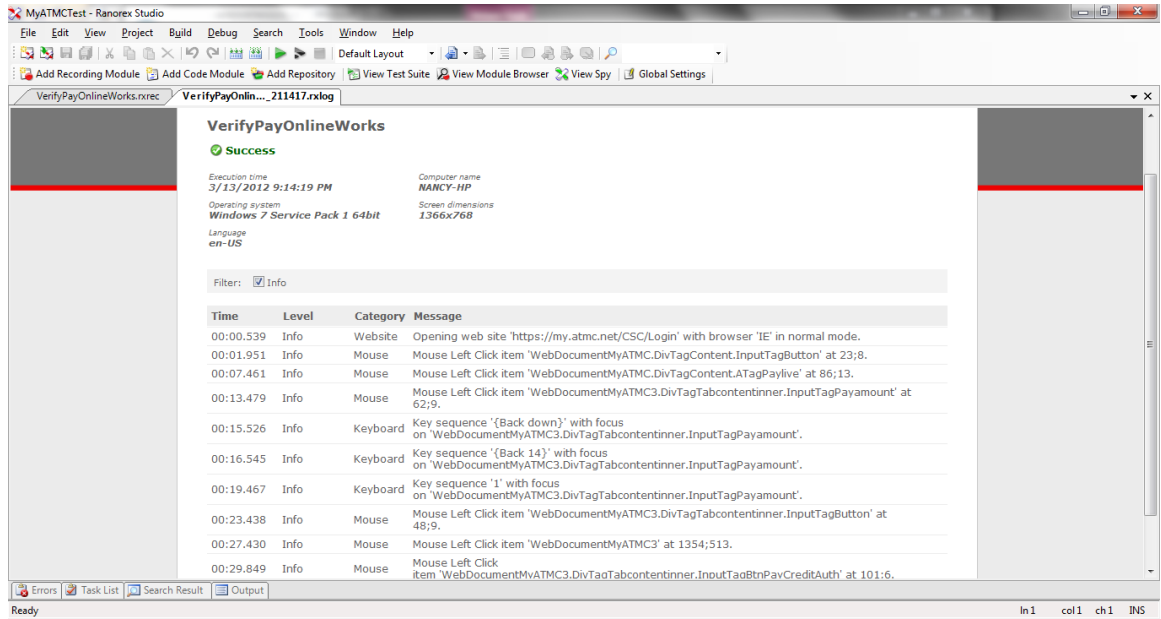 MyATMCTest - Ranorex Studio
File Edit View Project Build Debug Search Tools Window Help
Default Layout
Add Recording Module Add Code Module Add Repository View Test Suite View Module Browser View Spy Global Settings
VerifyPayOnlineWorks.rxrec VerifyPayOnlin..._211417.rxlog
VerifyPayOnlineWorks
Success
Execution time Computer name
3/13/2012 9:14:19 PM NANCY-HP
Operating system Screen dimensions
Windows 7 Service Pack 1 64bit 1366x768
Language
en-US
Filter: Info
Time Level Category Message
00:00.539 Info Website Opening web site 'https://my.atmc.net/CSC/Login' with browser 'IE' in normal mode.
00:01.951 Info Mouse Mouse Left Click item 'WebDocumentMyATMC.DivTagContent.InputTagButton' at 23;8.
00:07.461 Info Mouse Mouse Left Click item 'WebDocumentMyATMC.DivTagContent.ATagPaylive' at 86;13.
00:13.479 Info Mouse Mouse Left Click item 'WebDocumentMyATMC3.DivTagTabcontentinner.InputTagPayamount' at
62;9.
00:15.526 Info Keyboard Key sequence '{Back down}' with focus
on 'WebDocumentMyATMC3.DivTagTabcontentinner.InputTagPayamount'.
00:16.545 Info Keyboard Key sequence '{Back 14}' with focus
on 'WebDocumentMyATMC3.DivTagTabcontentinner.InputTagPayamount'.
00:19.467 Info Keyboard Key sequence '1' with focus
on 'WebDocumentMyATMC3.DivTagTabcontentinner.InputTagPayamount'.
00:23.438 Info Mouse Mouse Left Click item 'WebDocumentMyATMC3.DivTagTabcontentinner.InputTagButton' at
48;9.
00:27.430 Info Mouse Mouse Left Click item 'WebDocumentMyATMC3' at 1354;513.
00:29.849 Info Mouse Mouse Left Click
item 'WebDocumentMyATMC3.DivTagTabcontentinner.InputTagBtnPayCreditAuth' at 101;6.
Errors Task List Search Result Output
Ready ln 1 col 1 ch 1 INS